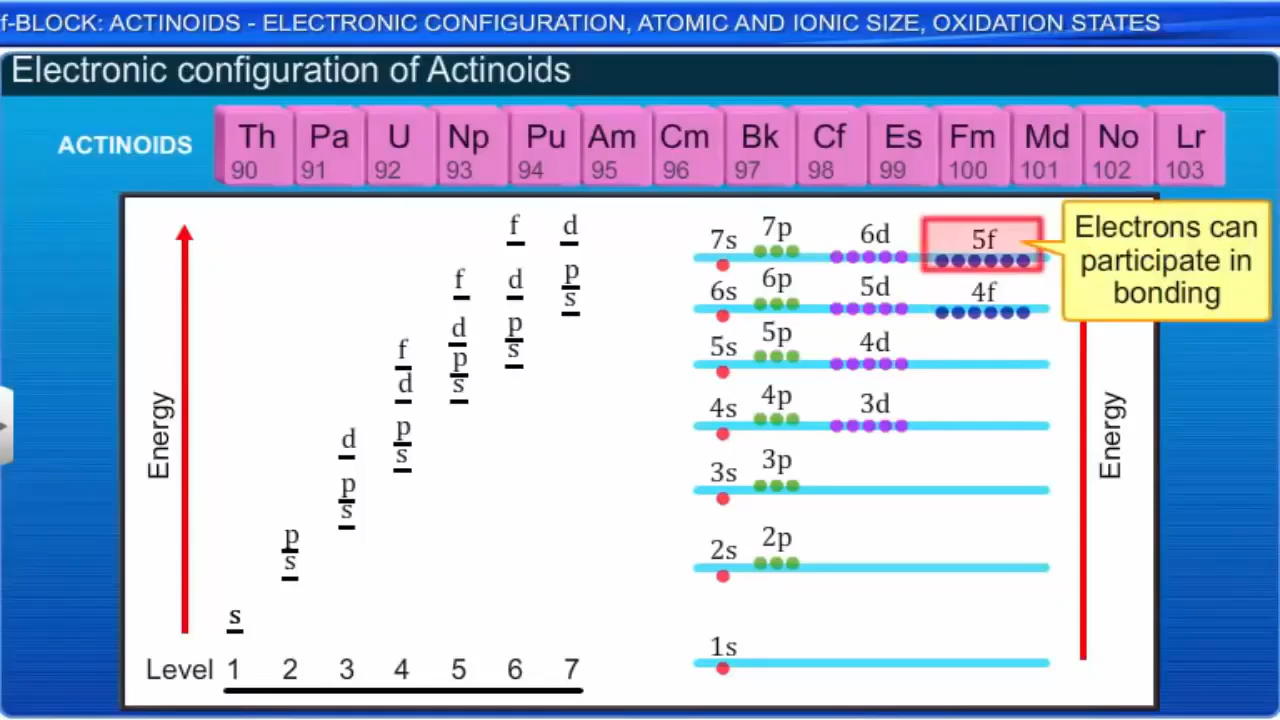 f-BLOCK: ACTINOIDS - ELECTRONIC CONFIGURATION, ATOMIC AND IONIC SIZE, OXIDATION STATES
Electronic configuration of Actinoids
ACTINOIDS
Th Pa U Np Pu Am Cm Bk Cf Es Fm Md No Lr
90 91 92 93 94 95 96 97 98 99 100 101 102 103
f d
f d p
s
f d p
d p s
s
d p
s
p
s
s
Energy
Level 1 2 3 4 5 6 7
7s 7p 6d 5f
6s 6p 5d 4f
5s 5p 4d
4s 4p 3d
3s 3p
2s 2p
1s
Energy
Electrons can
participate in
bonding